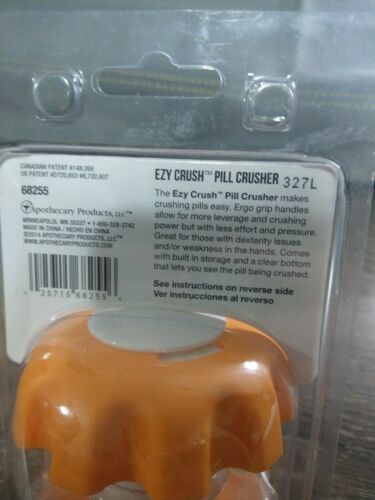 CANADIAN PATENT #148,269
US PATENT #D720,853 #8,720,807
68255
Apothecary Products, LLC™
MINNEAPOLIS, MN 55337 • 1-800-328-2742
MADE IN CHINA / HECHO EN CHINA
©2014 APOTHECARY PRODUCTS, LLC™
APOTHECARYPRODUCTS.COM
25715 68255
EZY CRUSH™ PILL CRUSHER 327L
The Ezy Crush™ Pill Crusher makes
crushing pills easy. Ergo grip handles
allow for more leverage and crushing
power but with less effort and pressure.
Great for those with dexterity issues
and/or weakness in the hands. Comes
with built in storage and a clear bottom
that lets you see the pill being crushed.
See instructions on reverse side
Ver instrucciones al reverso